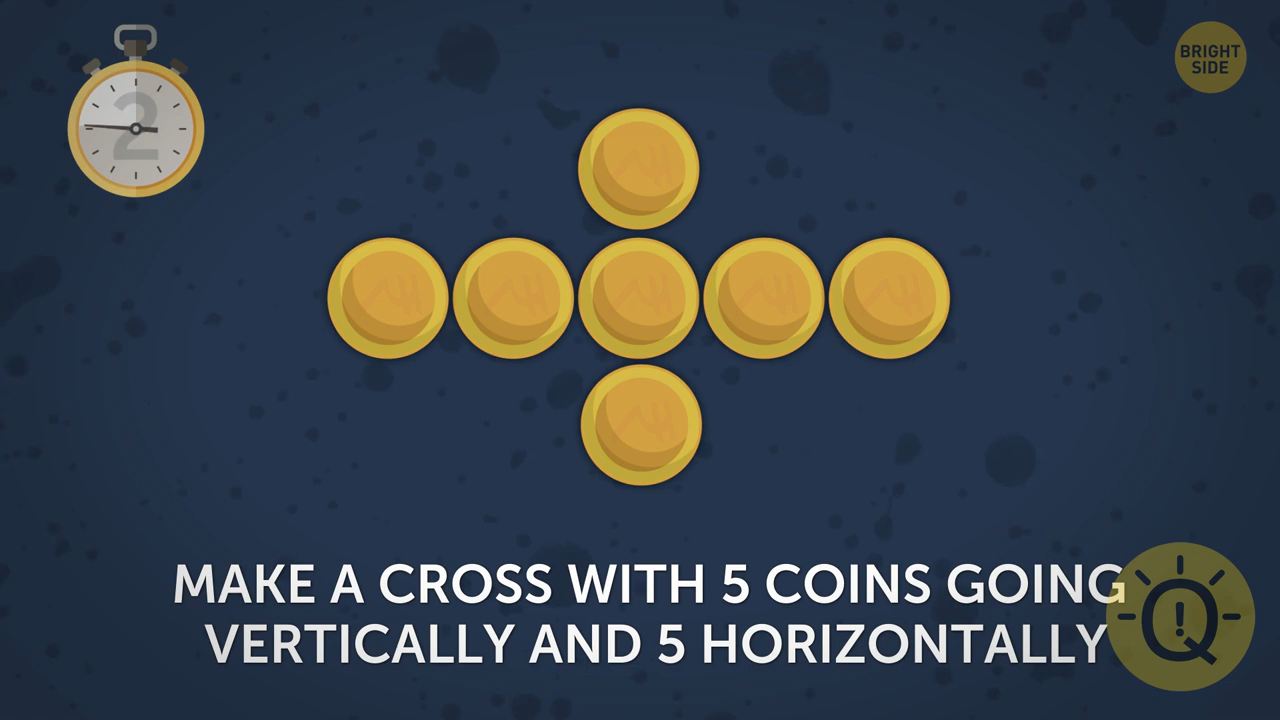 2
BRIGHT
SIDE
MAKE A CROSS WITH 5 COINS GOING
VERTICALLY AND 5 HORIZONTALLY
Q!